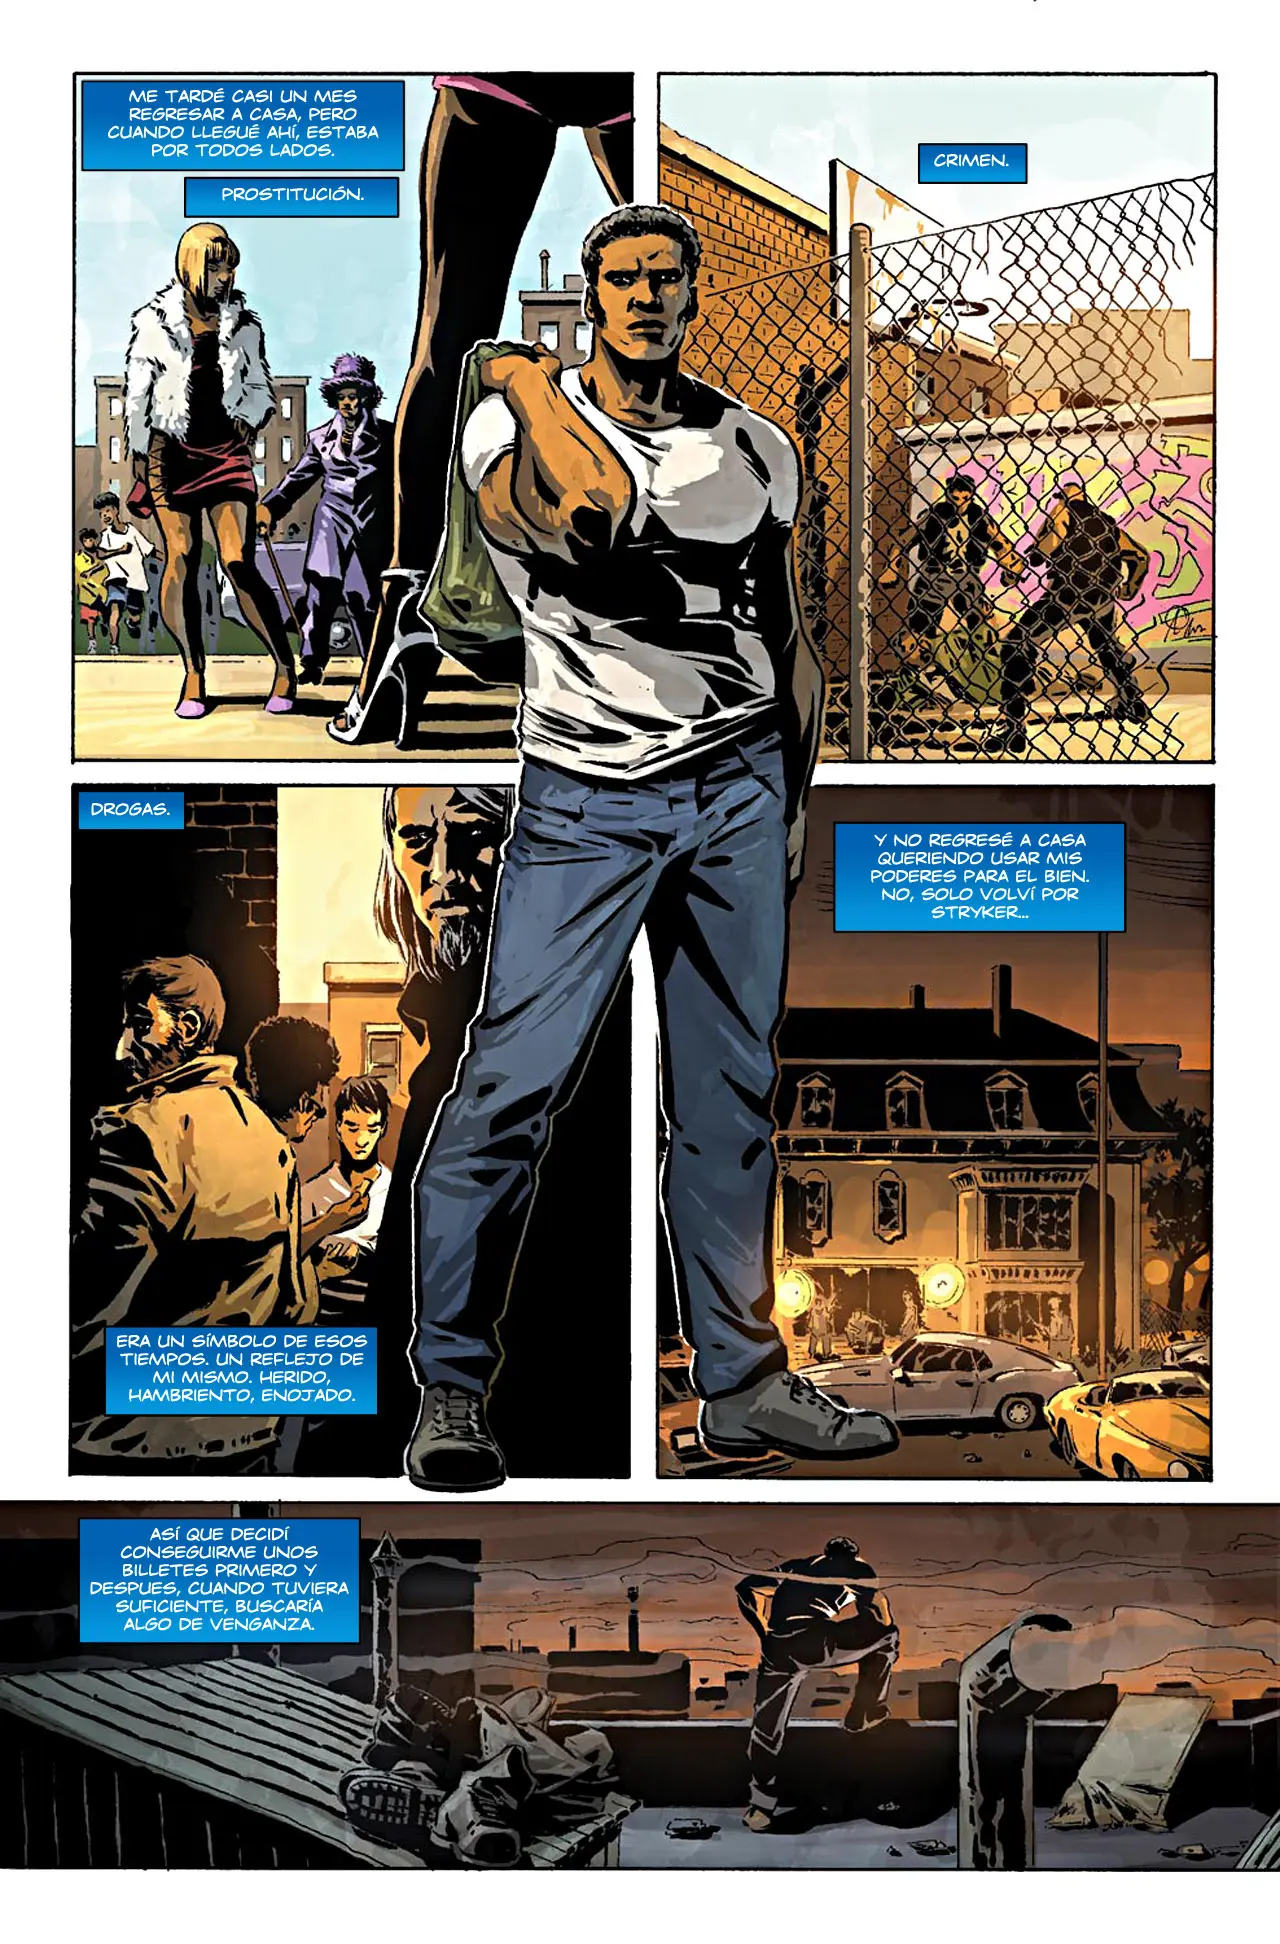 ME TARDÉ CASI UN MES
REGRESAR A CASA, PERO
CUANDO LLEGUÉ AHÍ, ESTABA
POR TODOS LADOS.
PROSTITUCIÓN.
CRIMEN.
DROGAS.
ERA UN SÍMBOLO DE ESOS
TIEMPOS. UN REFLEJO DE
MI MISMO. HERIDO,
HAMBRIENTO, ENOJADO.
Y NO REGRESÉ A CASA
QUERIENDO USAR MIS
PODERES PARA EL BIEN.
NO, SOLO VOLVÍ POR
STRYKER...
ASÍ QUE DECIDÍ
CONSEGUIRME UNOS
BILLETES PRIMERO Y
DESPUES, CUANDO TUVIERA
SUFICIENTE, BUSCARÍA
ALGO DE VENGANZA.